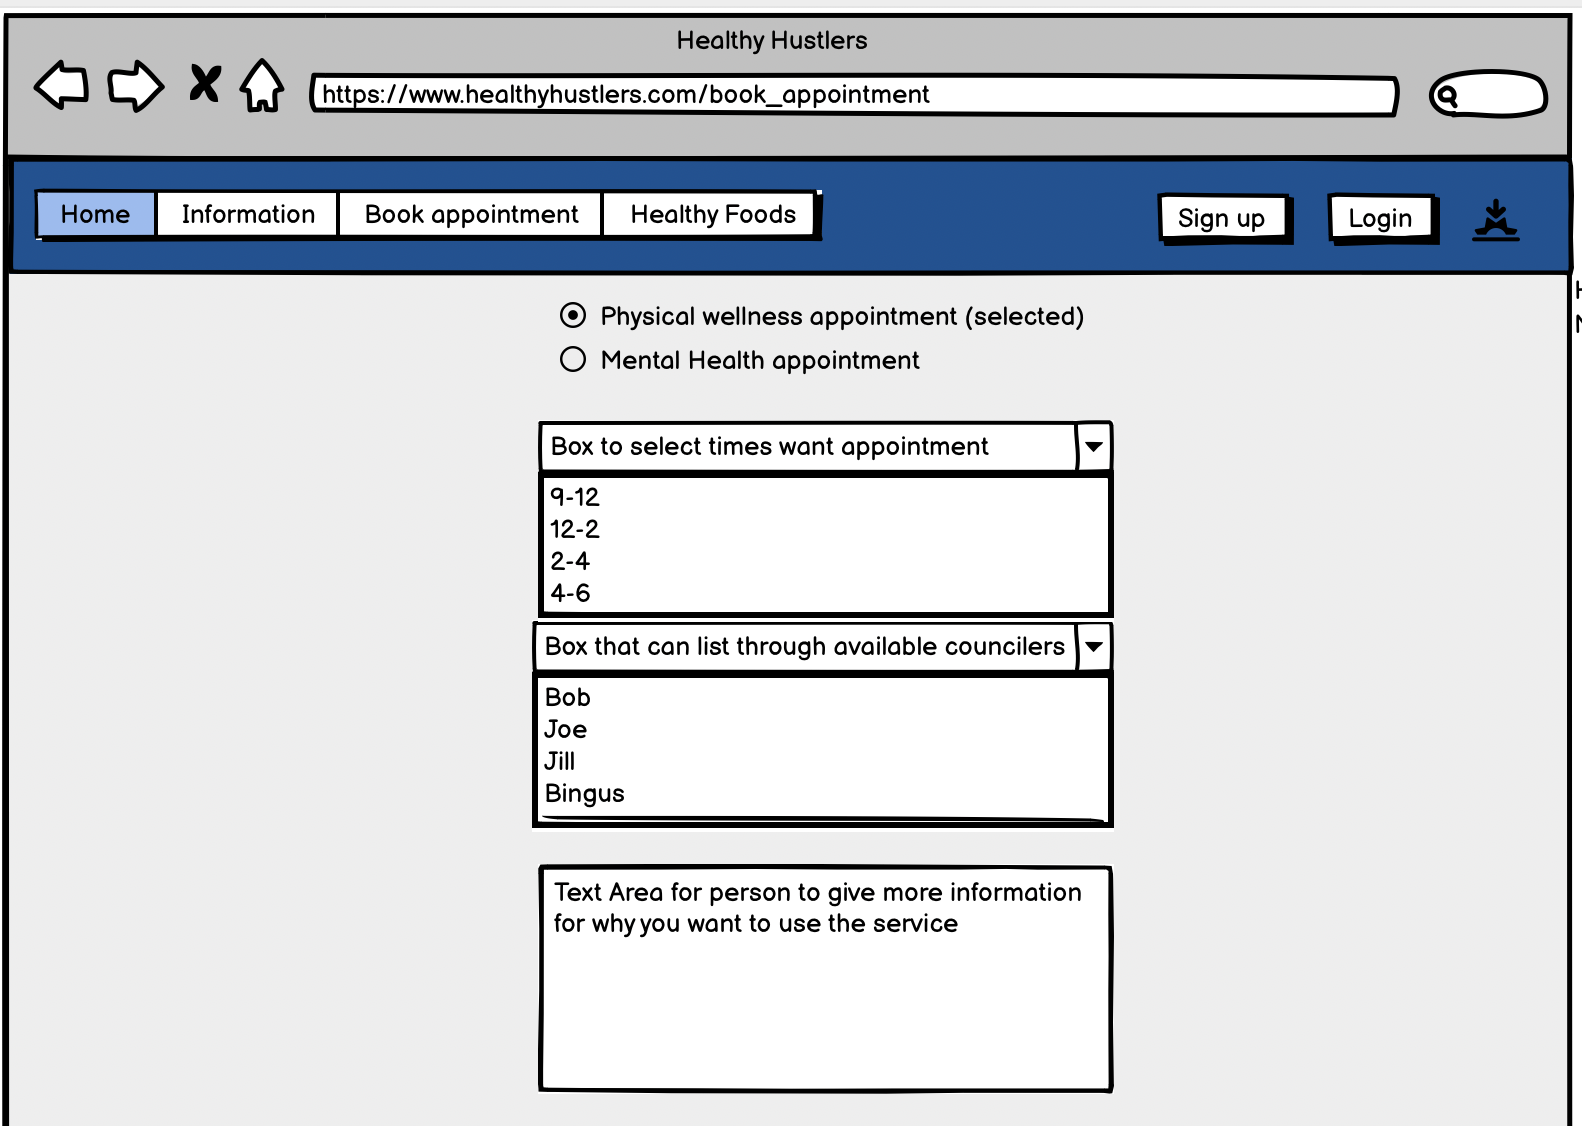 Healthy Hustlers
https://www.healthyhustlers.com/book_appointment
Home Information Book appointment Healthy Foods Sign up Login
Physical wellness appointment (selected)
Mental Health appointment
Box to select times want appointment
9-12
12-2
2-4
4-6
Box that can list through available councilers
Bob
Joe
Jill
Bingus
Text Area for person to give more information
for why you want to use the service